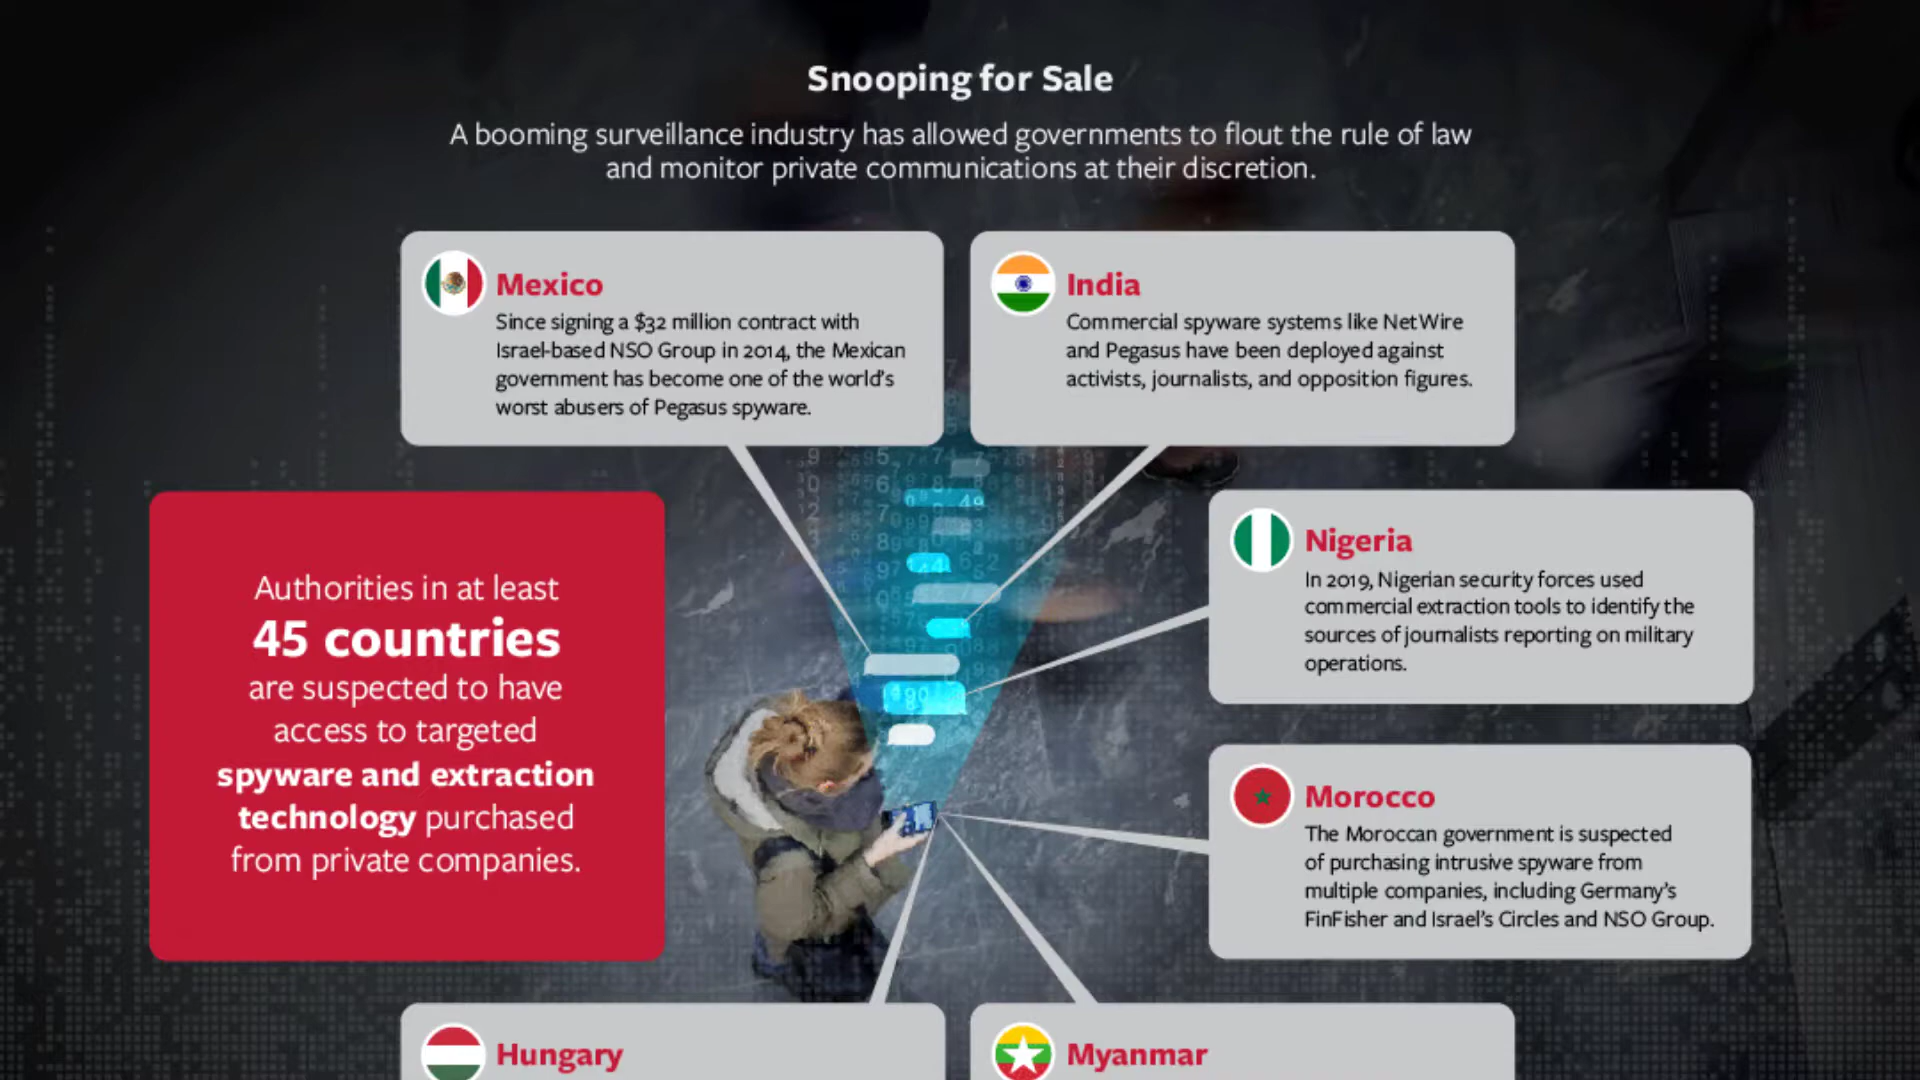 Snooping for Sale
A booming surveillance industry has allowed governments to flout the rule of law
and monitor private communications at their discretion.
Mexico
Since signing a $32 million contract with
Israel-based NSO Group in 2014, the Mexican
government has become one of the world's
worst abusers of Pegasus spyware.
India
Commercial spyware systems like NetWire
and Pegasus have been deployed against
activists, journalists, and opposition figures.
Authorities in at least
45 countries
are suspected to have
access to targeted
spyware and extraction
technology purchased
from private companies.
Nigeria
In 2019, Nigerian security forces used
commercial extraction tools to identify the
sources of journalists reporting on military
operations.
Morocco
The Moroccan government is suspected
of purchasing intrusive spyware from
multiple companies, including Germany's
FinFisher and Israel's Circles and NSO Group.
Hungary
Myanmar